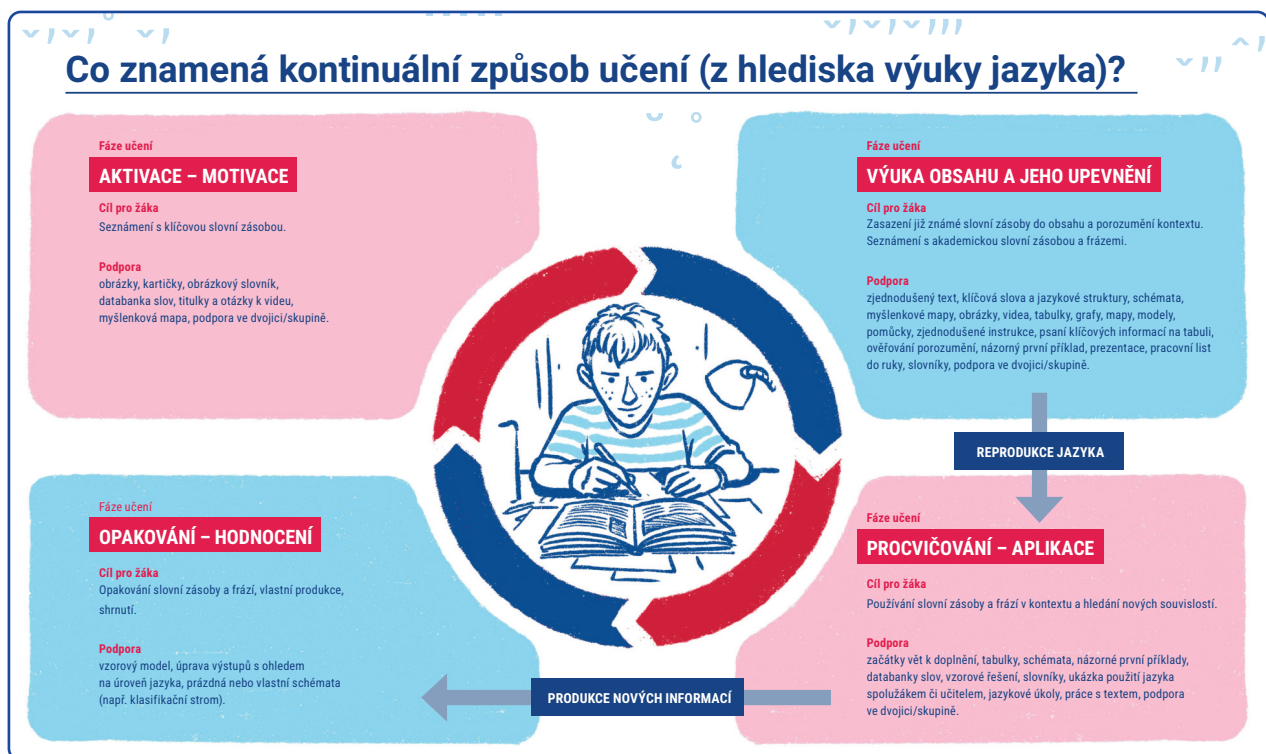 Co znamená kontinuální způsob učení (z hlediska výuky jazyka)?
Fáze učení
AKTIVACE – MOTIVACE
Cíl pro žáka
Seznámení s klíčovou slovní zásobou.
Podpora
obrázky, kartičky, obrázkový slovník,
databanka slov, titulky a otázky k videu,
myšlenková mapa, podpora ve dvojici/skupině.
Fáze učení
VÝUKA OBSAHU A JEHO UPEVNĚNÍ
Cíl pro žáka
Zasazení již známé slovní zásoby do obsahu a porozumění kontextu.
Seznámení s akademickou slovní zásobou a frázemi.
Podpora
zjednodušený text, klíčová slova a jazykové struktury, schémata,
myšlenkové mapy, obrázky, videa, tabulky, grafy, mapy, modely,
pomůcky, zjednodušené instrukce, psaní klíčových informací na tabuli,
ověřování porozumění, názorný první příklad, prezentace, pracovní list
do ruky, slovníky, podpora ve dvojici/skupině.
REPRODUKCE JAZYKA
Fáze učení
PROCVIČOVÁNÍ – APLIKACE
Cíl pro žáka
Používání slovní zásoby a frází v kontextu a hledání nových souvislostí.
Podpora
začátky vět k doplnění, tabulky, schémata, názorné první příklady,
databanky slov, vzorové řešení, slovníky, ukázka použití jazyka
spolužákem či učitelem, jazykové úkoly, práce s textem, podpora
ve dvojici/skupině.
PRODUKCE NOVÝCH INFORMACÍ
Fáze učení
OPAKOVÁNÍ – HODNOCENÍ
Cíl pro žáka
Opakování slovní zásoby a frází, vlastní produkce,
shrnutí.
Podpora
vzorový model, úprava výstupů s ohledem
na úroveň jazyka, prázdná nebo vlastní schémata
(např. klasifikační strom).